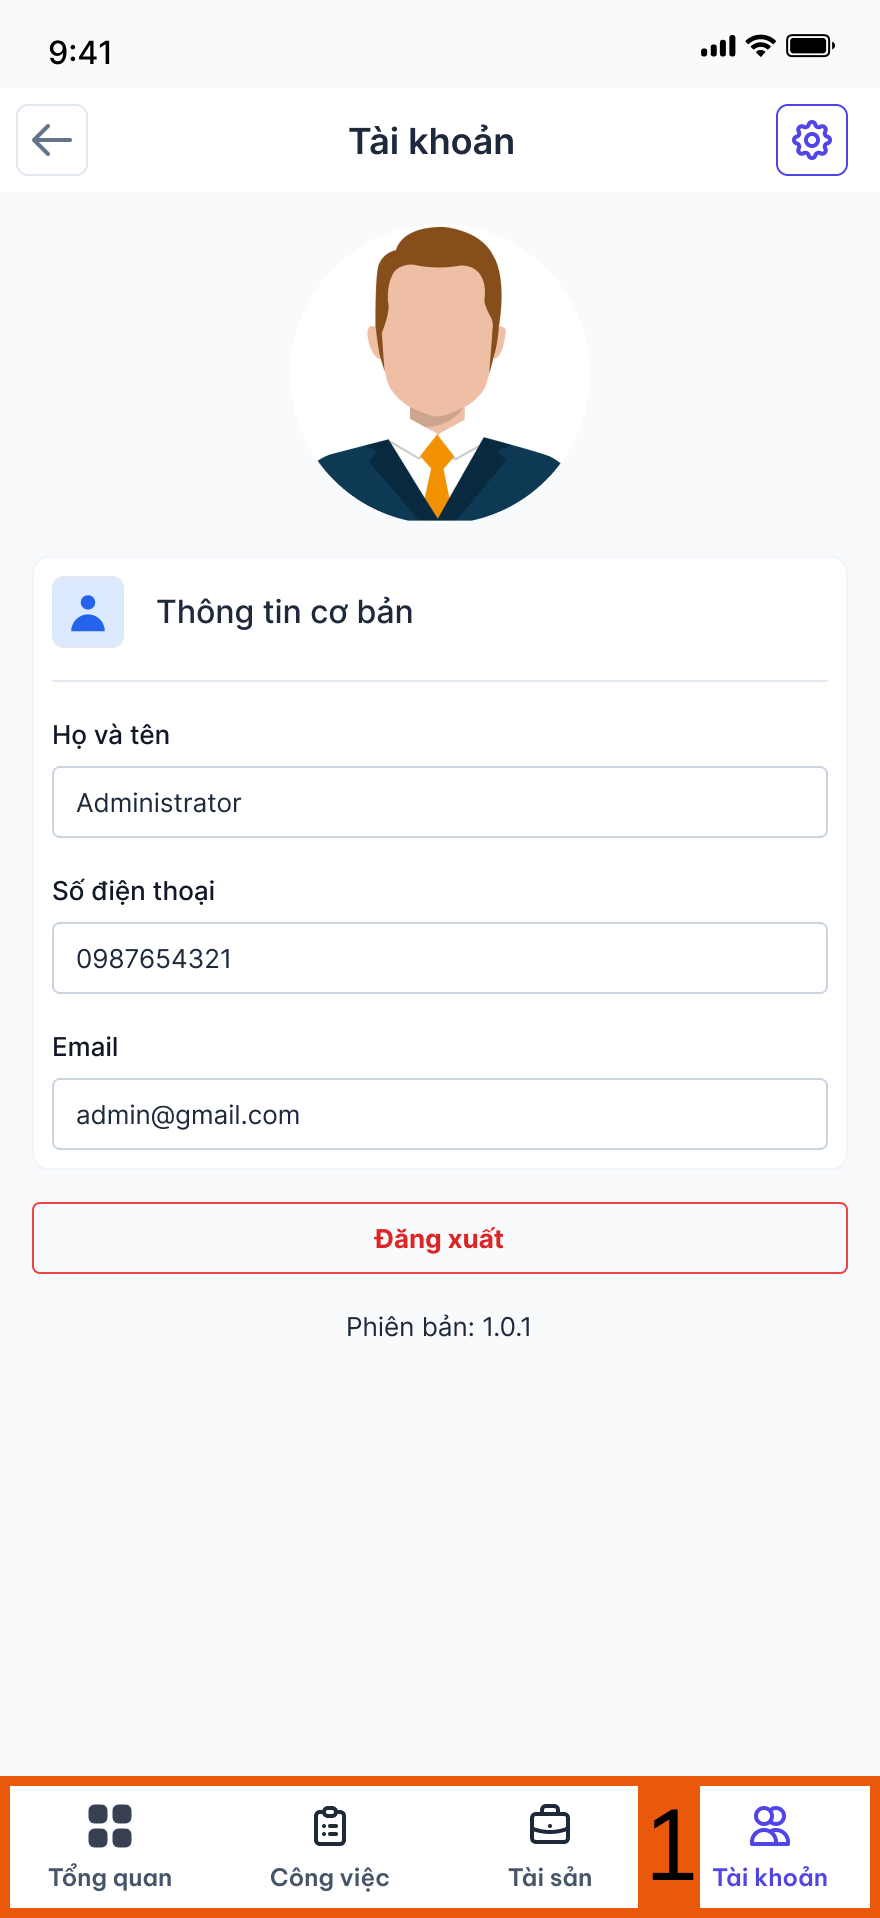 9:41
Tài khoản
Thông tin cơ bản
Họ và tên
Administrator
Số điện thoại
0987654321
Email
admin@gmail.com
Đăng xuất
Phiên bản: 1.0.1
Tổng quan Công việc Tài sản 1 Tài khoản